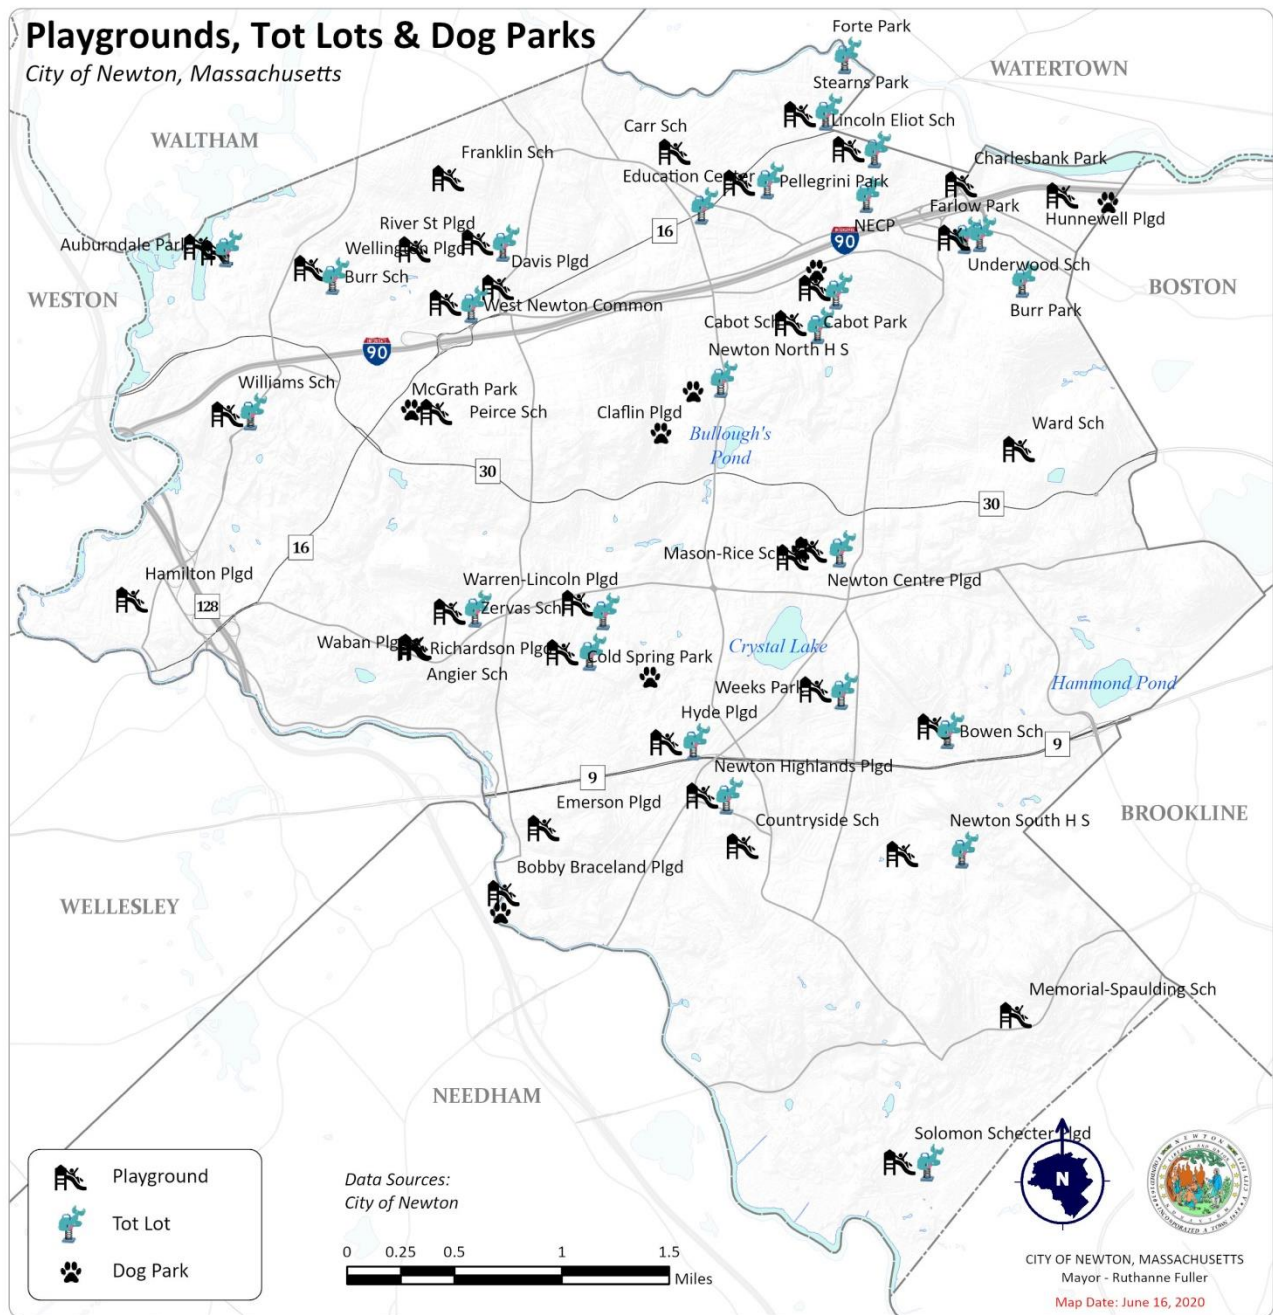 Playgrounds, Tot Lots & Dog Parks
City of Newton, Massachusetts
Forte Park
WATERTOWN
Stearns Park
Lincoln Eliot Sch
Carr Sch
WALTHAM
Franklin Sch
Charlesbank Park
Education Center
Pellegrini Park
Farlow Park
Hunnewell Plgd
NECP
River St Plgd
16
90
Auburndale Park
Wellington Plgd
Davis Plgd
Underwood Sch
Burr Sch
BOSTON
WESTON
West Newton Common
Burr Park
Cabot Sch
Cabot Park
90
Newton North H S
Williams Sch
McGrath Park
Peirce Sch
Claflin Plgd
Ward Sch
Bullough's
Pond
30
30
16
Mason-Rice Sch
Hamilton Plgd
Warren-Lincoln Plgd
Newton Centre Plgd
128
Zervas Sch
Waban Plgd
Richardson Plgd
Crystal Lake
Cold Spring Park
Angier Sch
Weeks Park
Hammond Pond
Hyde Plgd
Bowen Sch
9
Newton Highlands Plgd
9
Emerson Plgd
BROOKLINE
Countryside Sch
Newton South H S
Bobby Braceland Plgd
WELLESLEY
Memorial-Spaulding Sch
NEEDHAM
Solomon Schecter Plgd
Playground
Tot Lot
Dog Park
Data Sources:
City of Newton
0 0.25 0.5 1 1.5
Miles
N
CITY OF NEWTON, MASSACHUSETTS
Mayor - Ruthanne Fuller
Map Date: June 16, 2020